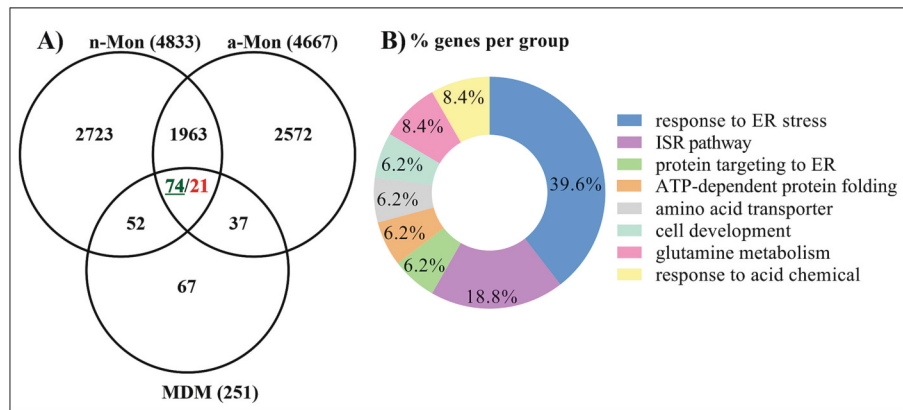 A)
n-Mon (4833)
a-Mon (4667)
2723
1963
2572
74/21
52
37
67
MDM (251)
B) % genes per group
8.4%
8.4%
6.2%
6.2%
6.2%
6.2%
18.8%
39.6%
response to ER stress
ISR pathway
protein targeting to ER
ATP-dependent protein folding
amino acid transporter
cell development
glutamine metabolism
response to acid chemical